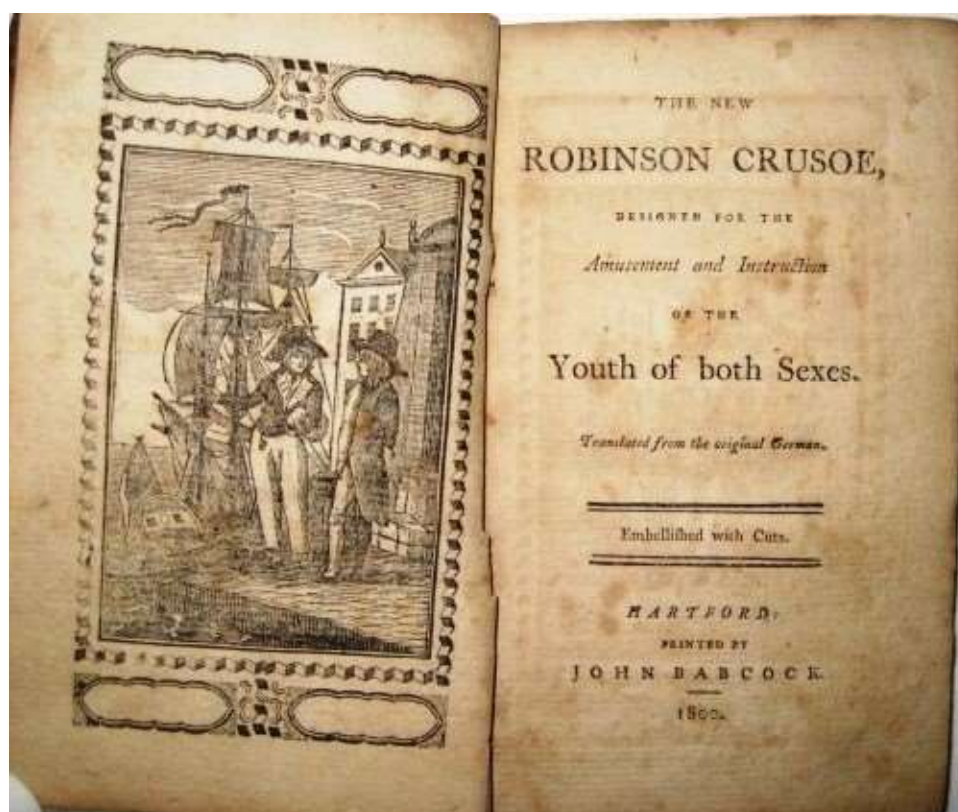 THE NEW
ROBINSON CRUSOE,
DESIGNED FOR THE
Amusement and Instruction
OF THE
Youth of both Sexes.
Translated from the original German.
Embelliſhed with Cuts.
HARTFORD:
PRINTED BY
JOHN BABCOCK.
1800.